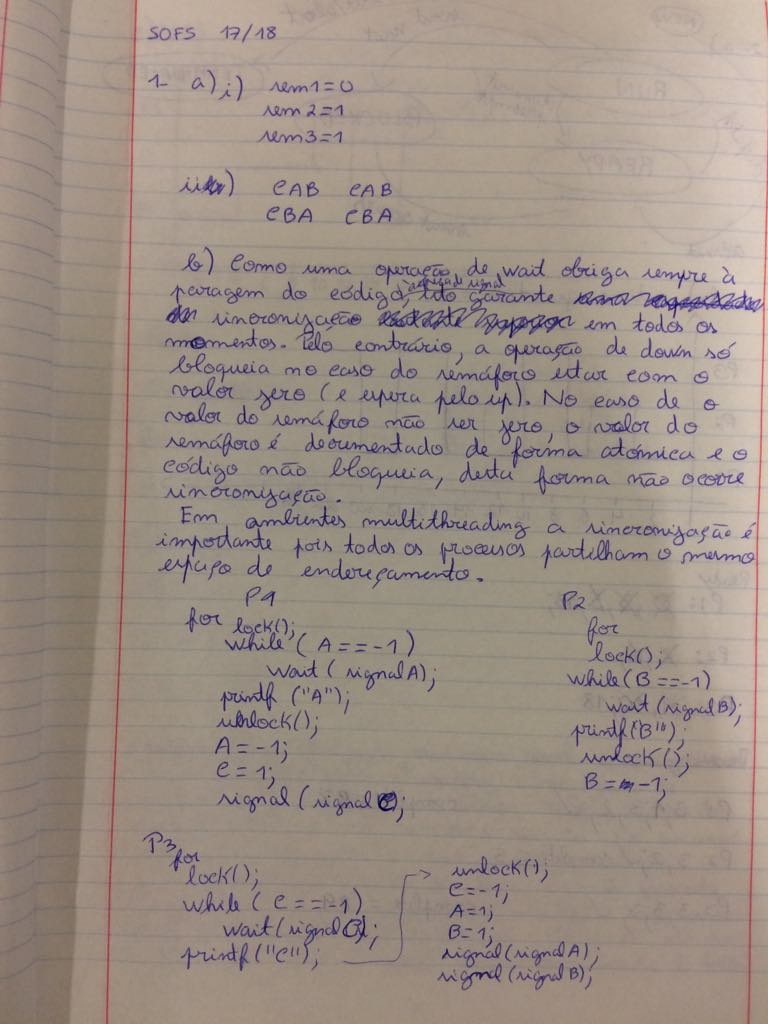 SOFS 17/18
1- a) i) sem1=0
sem2=1
sem3=1
ii) CAB CAB
CBA CBA
b) Como uma operação de wait obriga sempre à
paragem do código, isto garante
sincronização em todos os
momentos. Pelo contrário, a operação de down só
bloqueia no caso do semáforo estar com o
valor zero (e espera pelo up). No caso de o
valor do semáforo não ser zero, o valor do
semáforo é decrementado de forma atómica e o
código não bloqueia, desta forma não ocorre
sincronização.
Em ambientes multithreading a sincronização é
importante pois todos os processos partilham o mesmo
espaço de endereçamento.
P1
for lock();
while (A==-1)
wait (signalA);
printf ("A");
unlock();
A=-1;
C=1;
signal (signalC);
P2
for
lock();
while(B==-1)
wait(signalB);
printf("B");
unlock();
B=-1;
P3
for
lock();
while (C==-1)
wait(signalC);
printf("C");
unlock();
C=-1;
A=1;
B=1;
signal(signalA);
signal(signalB);